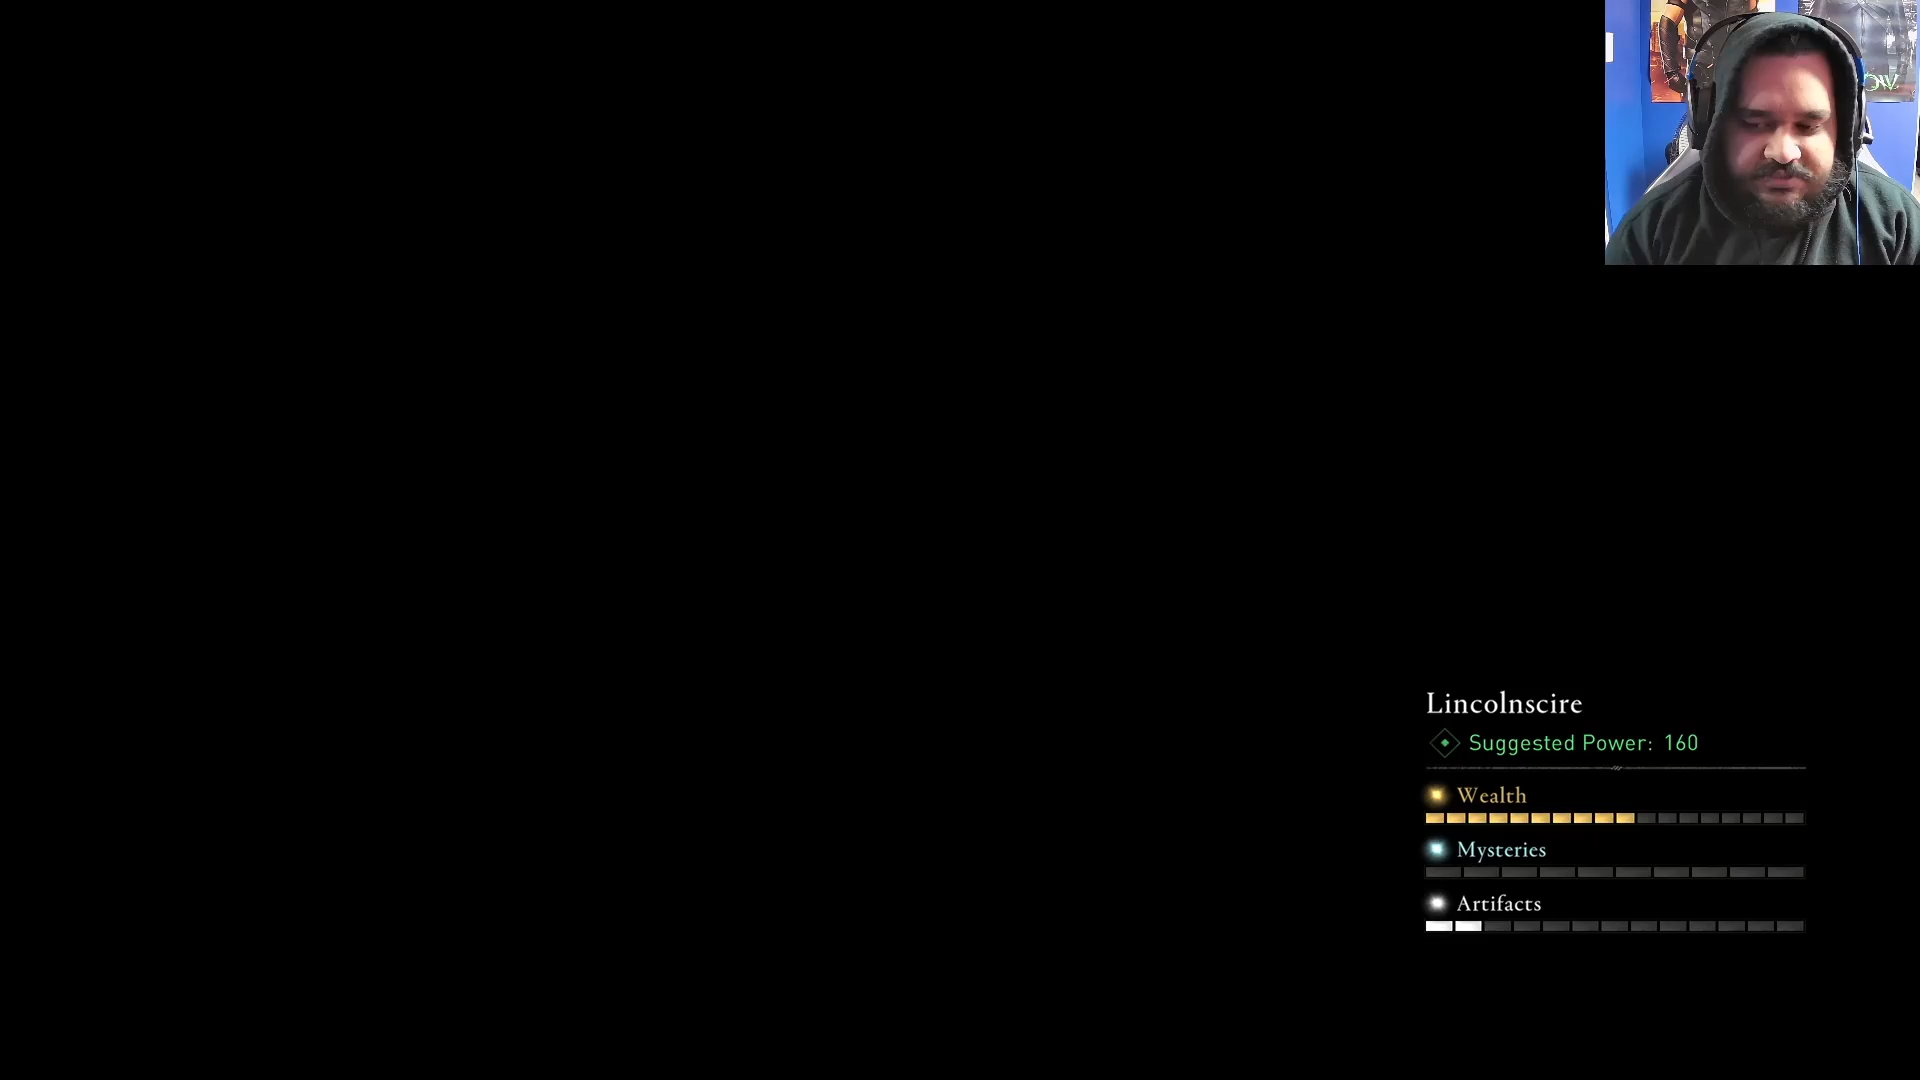 Lincolnscire
Suggested Power: 160
Wealth
Mysteries
Artifacts